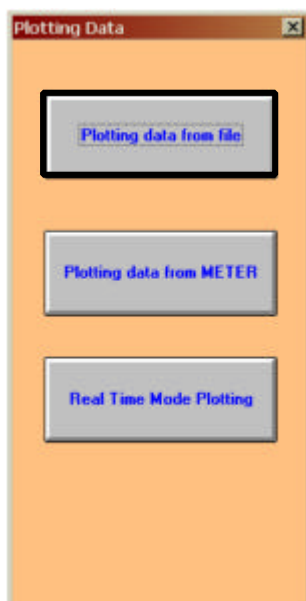 Plotting Data
Plotting data from file
Plotting data from METER
Real Time Mode Plotting